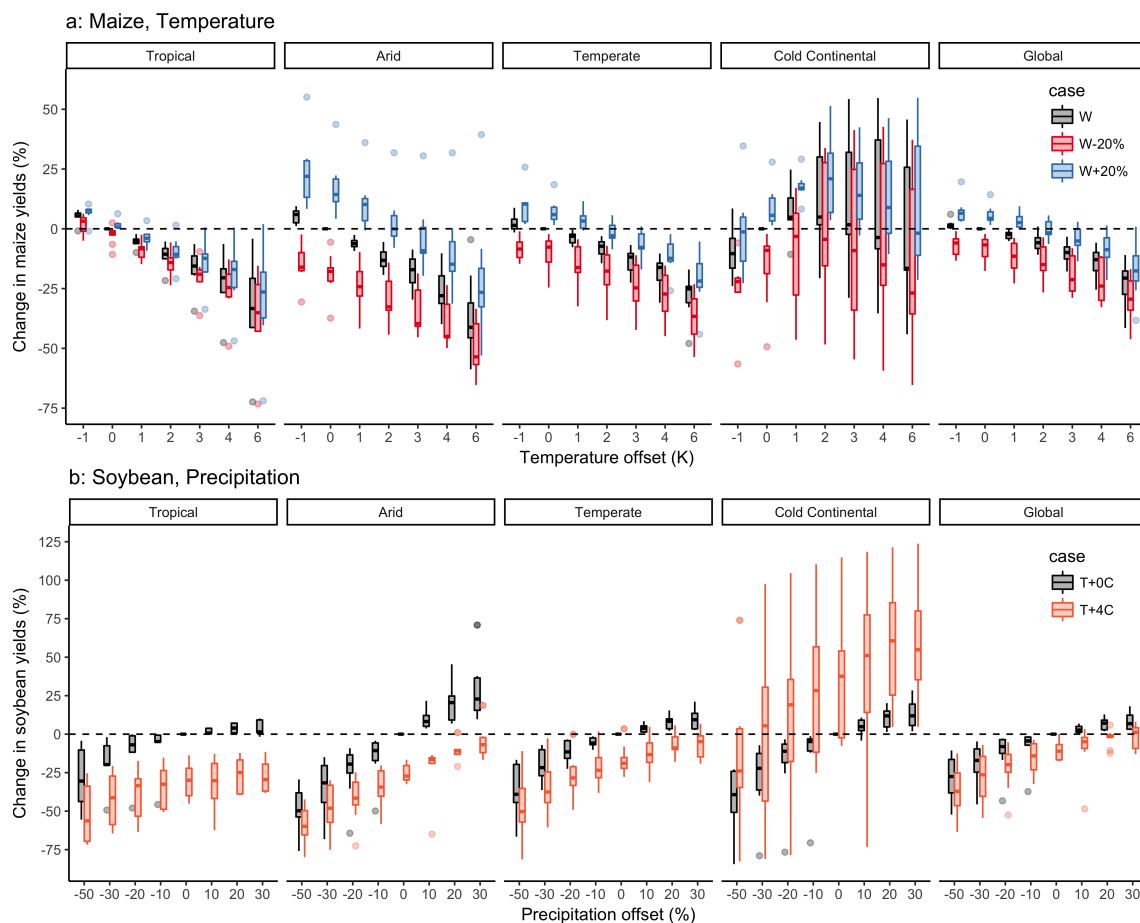 a: Maize, Temperature
Tropical Arid Temperate Cold Continental Global
Change in maize yields (%)
50
25
0
-25
-50
-75
case
W
W-20%
W+20%
-1 0 1 2 3 4 6 -1 0 1 2 3 4 6 -1 0 1 2 3 4 6 -1 0 1 2 3 4 6 -1 0 1 2 3 4 6
Temperature offset (K)
b: Soybean, Precipitation
Tropical Arid Temperate Cold Continental Global
Change in soybean yields (%)
125
100
75
50
25
0
-25
-50
-75
case
T+0C
T+4C
-50 -30 -20 -10 0 10 20 30 -50 -30 -20 -10 0 10 20 30 -50 -30 -20 -10 0 10 20 30 -50 -30 -20 -10 0 10 20 30 -50 -30 -20 -10 0 10 20 30
Precipitation offset (%)